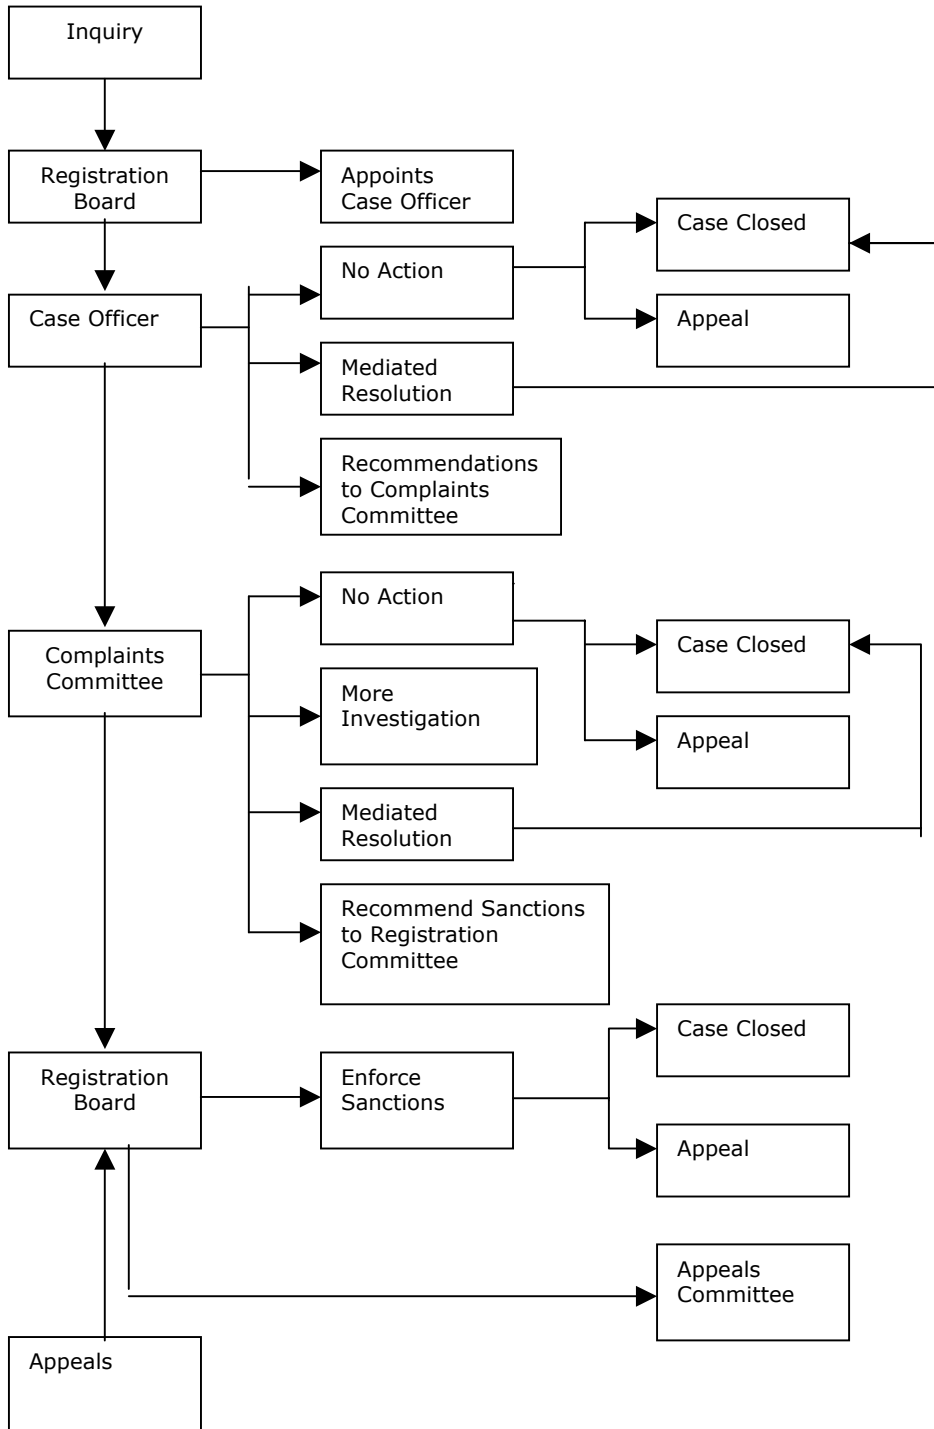 Inquiry
Registration
Board
Appoints
Case Officer
Case Closed
No Action
Case Officer
Appeal
Mediated
Resolution
Recommendations
to Complaints
Committee
No Action
Complaints
Committee
Case Closed
More
Investigation
Appeal
Mediated
Resolution
Recommend Sanctions
to Registration
Committee
Case Closed
Registration
Board
Enforce
Sanctions
Appeal
Appeals
Committee
Appeals